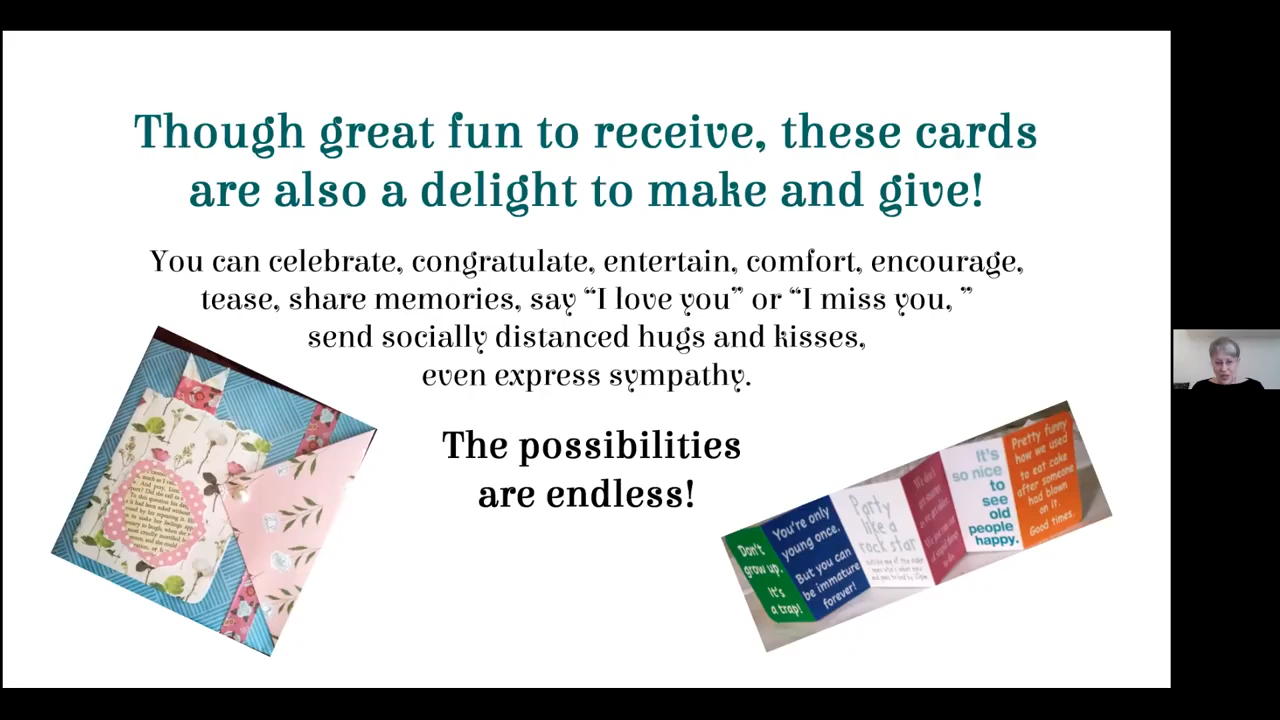 Though great fun to receive, these cards
are also a delight to make and give!
You can celebrate, congratulate, entertain, comfort, encourage,
tease, share memories, say “I love you” or “I miss you, ”
send socially distanced hugs and kisses,
even express sympathy.
The possibilities
are endless!
Don't
grow up.
It's
a trap!
You're only
young once.
But you can
be immature
forever!
Party
like a
rock star
It's
so nice
to
see
old
people
happy.
Pretty funny
how we used
to eat cake
after someone
had blown
on it.
Good times.